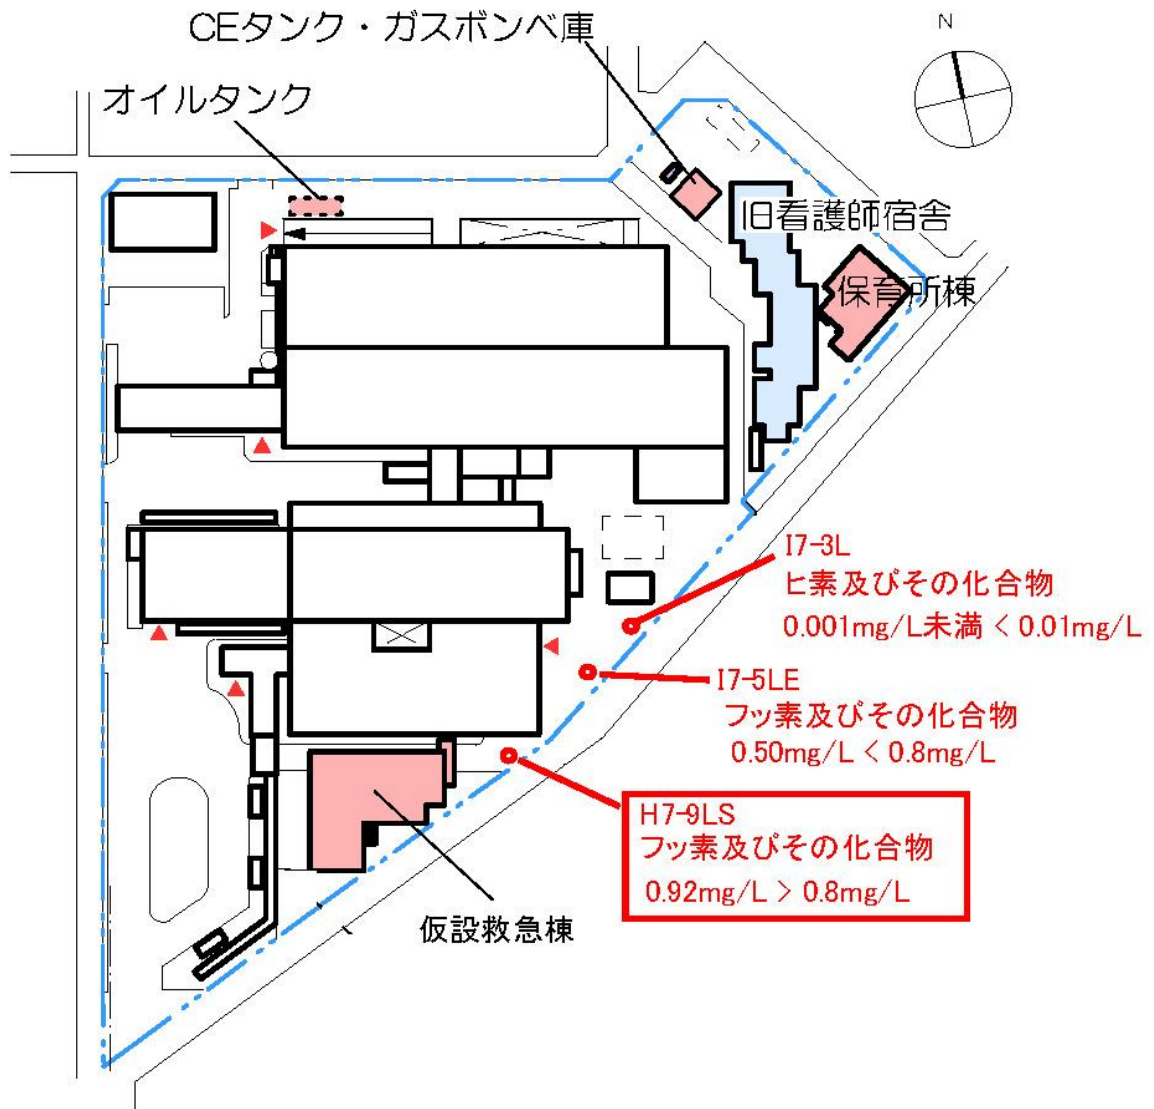 CEタンク・ガスボンベ庫
N
オイルタンク
旧看護師宿舎
保育所棟
I7-3L
ヒ素及びその化合物
0.001mg/L未満 < 0.01mg/L
I7-5LE
フッ素及びその化合物
0.50mg/L < 0.8mg/L
H7-9LS
フッ素及びその化合物
0.92mg/L > 0.8mg/L
仮設救急棟